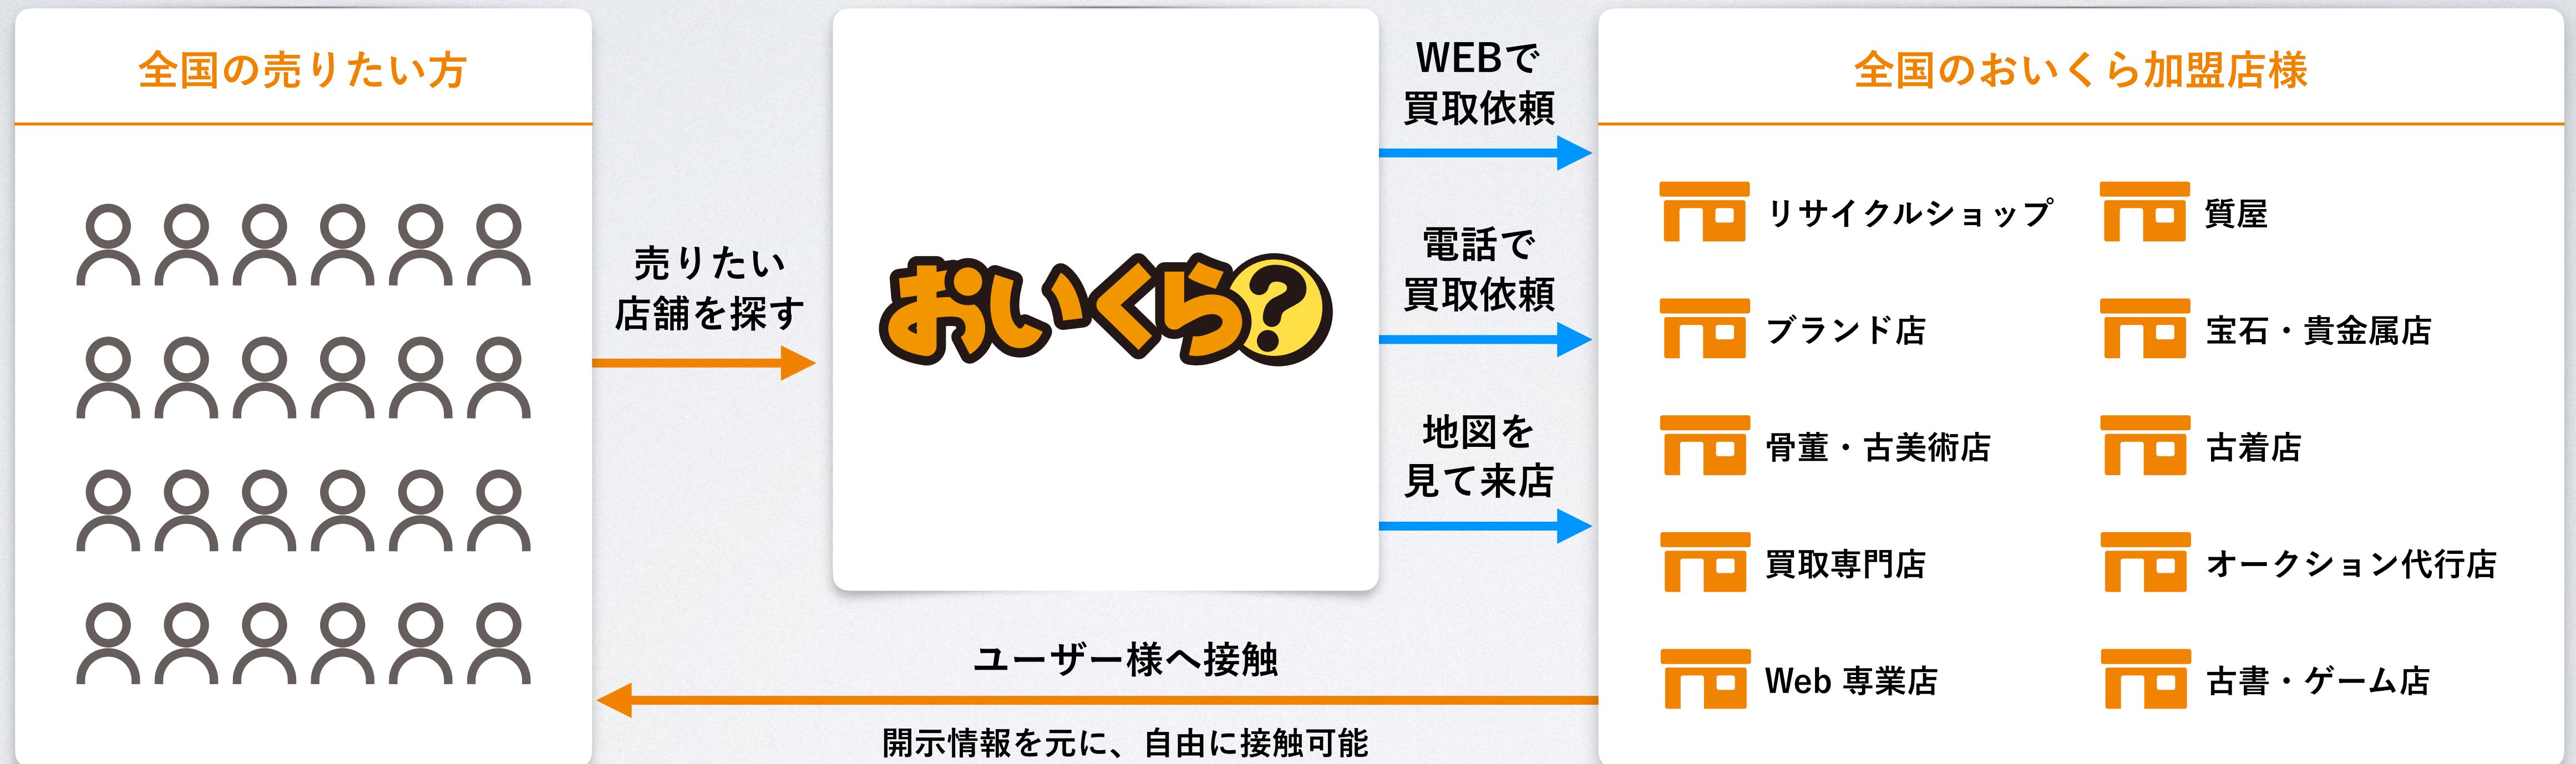 全国の売りたい方
売りたい
店舗を探す
おいくら?
WEBで
買取依頼
電話で
買取依頼
地図を
見て来店
ユーザー様へ接触
開示情報を元に、自由に接触可能
全国のおいくら加盟店様
リサイクルショップ
質屋
ブランド店
宝石・貴金属店
骨董・古美術店
古着店
買取専門店
オークション代行店
Web 専業店
古書・ゲーム店